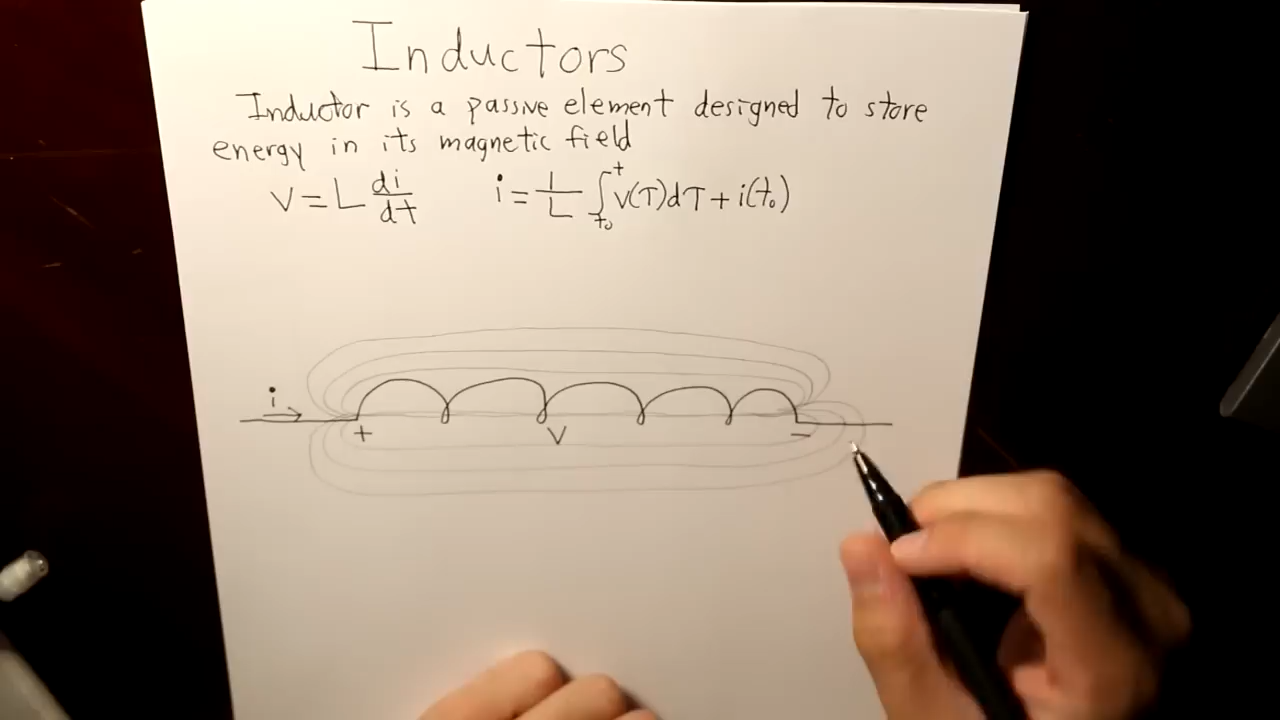 Inductors
Inductor is a passive element designed to store
energy in its magnetic field
V = L di/dt i = 1/L ∫t₀^t v(τ)dτ + i(t₀)
i
+ V −